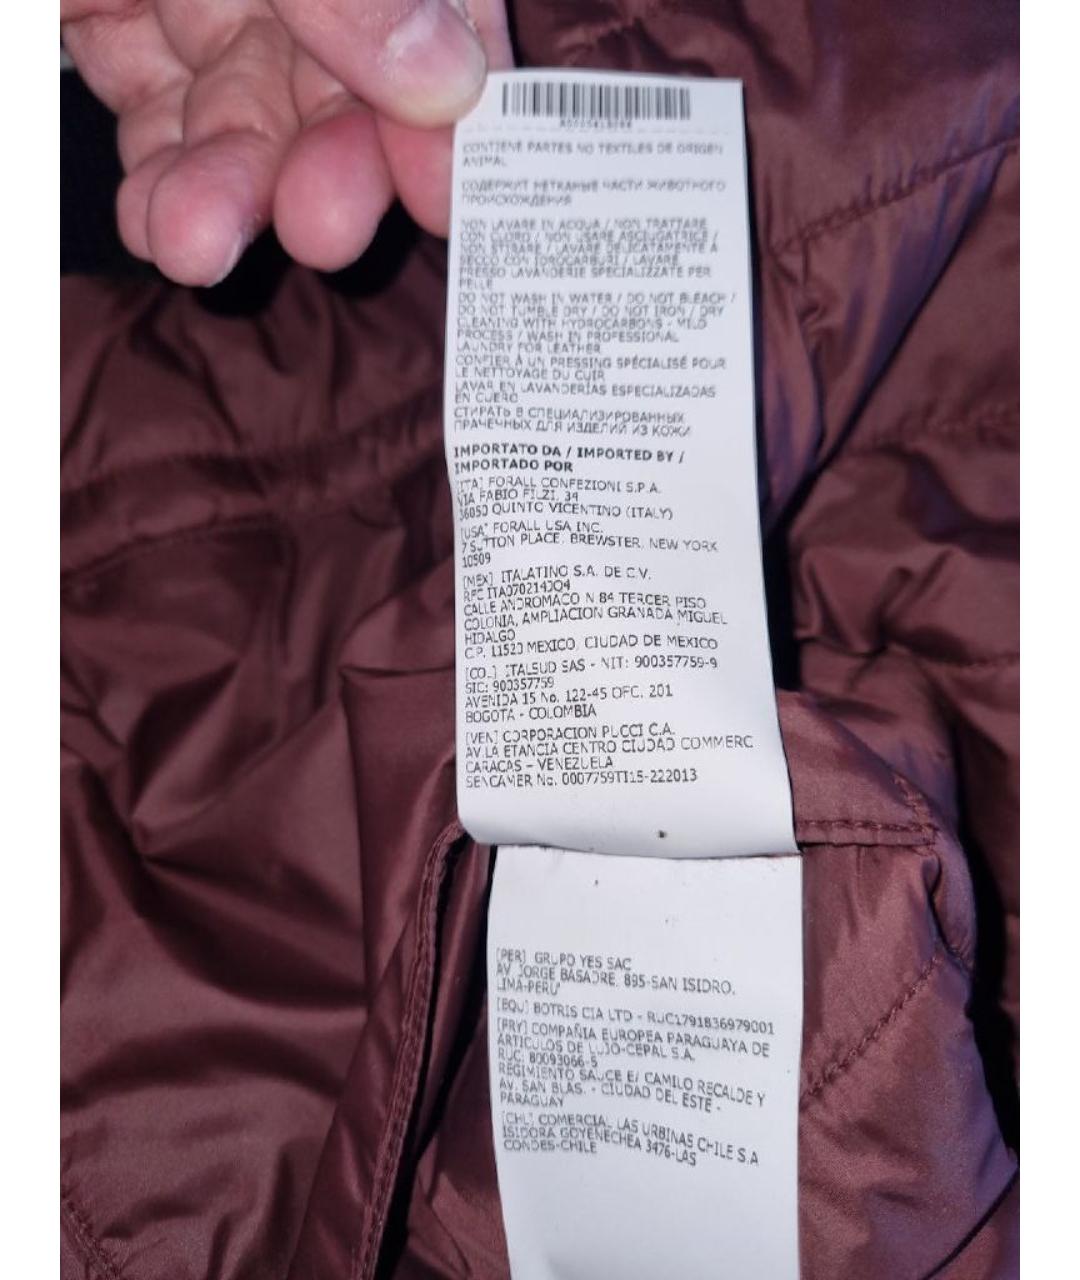 CONTIENE PARTES NO TEXTILES DE ORIGEN
ANIMAL
СОДЕРЖИТ НЕТКАНЫЕ ЧАСТИ ЖИВОТНОГО
ПРОИСХОЖДЕНИЯ
NON LAVARE IN ACQUA / NON TRATTARE
CON CLORO / NON USARE ASCIUGATRICE /
NON STIRARE / LAVARE DELICATAMENTE A
SECCO CON IDROCARBURI / LAVARE
PRESSO LAVANDERIE SPECIALIZZATE PER
PELLE
DO NOT WASH IN WATER / DO NOT BLEACH /
DO NOT TUMBLE DRY / DO NOT IRON / DRY
CLEANING WITH HYDROCARBONS - MILD
PROCESS / WASH IN PROFESSIONAL
LAUNDRY FOR LEATHER
CONFIER À UN PRESSING SPÉCIALISÉ POUR
LE NETTOYAGE DU CUIR
LAVAR EN LAVANDERÍAS ESPECIALIZADAS
EN CUERO
СТИРАТЬ В СПЕЦИАЛИЗИРОВАННЫХ
ПРАЧЕЧНЫХ ДЛЯ ИЗДЕЛИЙ ИЗ КОЖИ
IMPORTATO DA / IMPORTED BY /
IMPORTADO POR
[ITA] FORALL CONFEZIONI S.P.A.
VIA FABIO FILZI, 34
36050 QUINTO VICENTINO (ITALY)
[USA] FORALL USA INC.
7 SUTTON PLACE, BREWSTER, NEW YORK
10509
[MEX] ITALATINO S.A. DE C.V.
RFC ITA070214JQ4
CALLE ANDROMACO N 84 TERCER PISO
COLONIA, AMPLIACION GRANADA MIGUEL
HIDALGO
C.P. 11520 MEXICO, CIUDAD DE MEXICO
[COL] ITALSUD SAS - NIT: 900357759-9
SIC: 900357759
AVENIDA 15 No. 122-45 OFC. 201
BOGOTA - COLOMBIA
[VEN] CORPORACION PUCCI C.A.
AV.LA ETANCIA CENTRO CIUDAD COMMERC
CARACAS - VENEZUELA
SENCAMER No. 0007759TT15-222013
[PER] GRUPO YES SAC
AV JORGE BASADRE, 895-SAN ISIDRO,
LIMA-PERU'
[EQU] BOTRIS CIA LTD - RUC1791836979001
[PRY] COMPAÑIA EUROPEA PARAGUAYA DE
ARTICULOS DE LUJO-CEPAL S.A.
RUC: 80093066-5
REGIMIENTO SAUCE E/ CAMILO RECALDE Y
AV. SAN BLAS. - CIUDAD DEL ESTE -
PARAGUAY
[CHL] COMERCIAL LAS URBINAS CHILE S.A
ISIDORA GOYENECHEA 3476-LAS
CONDES-CHILE